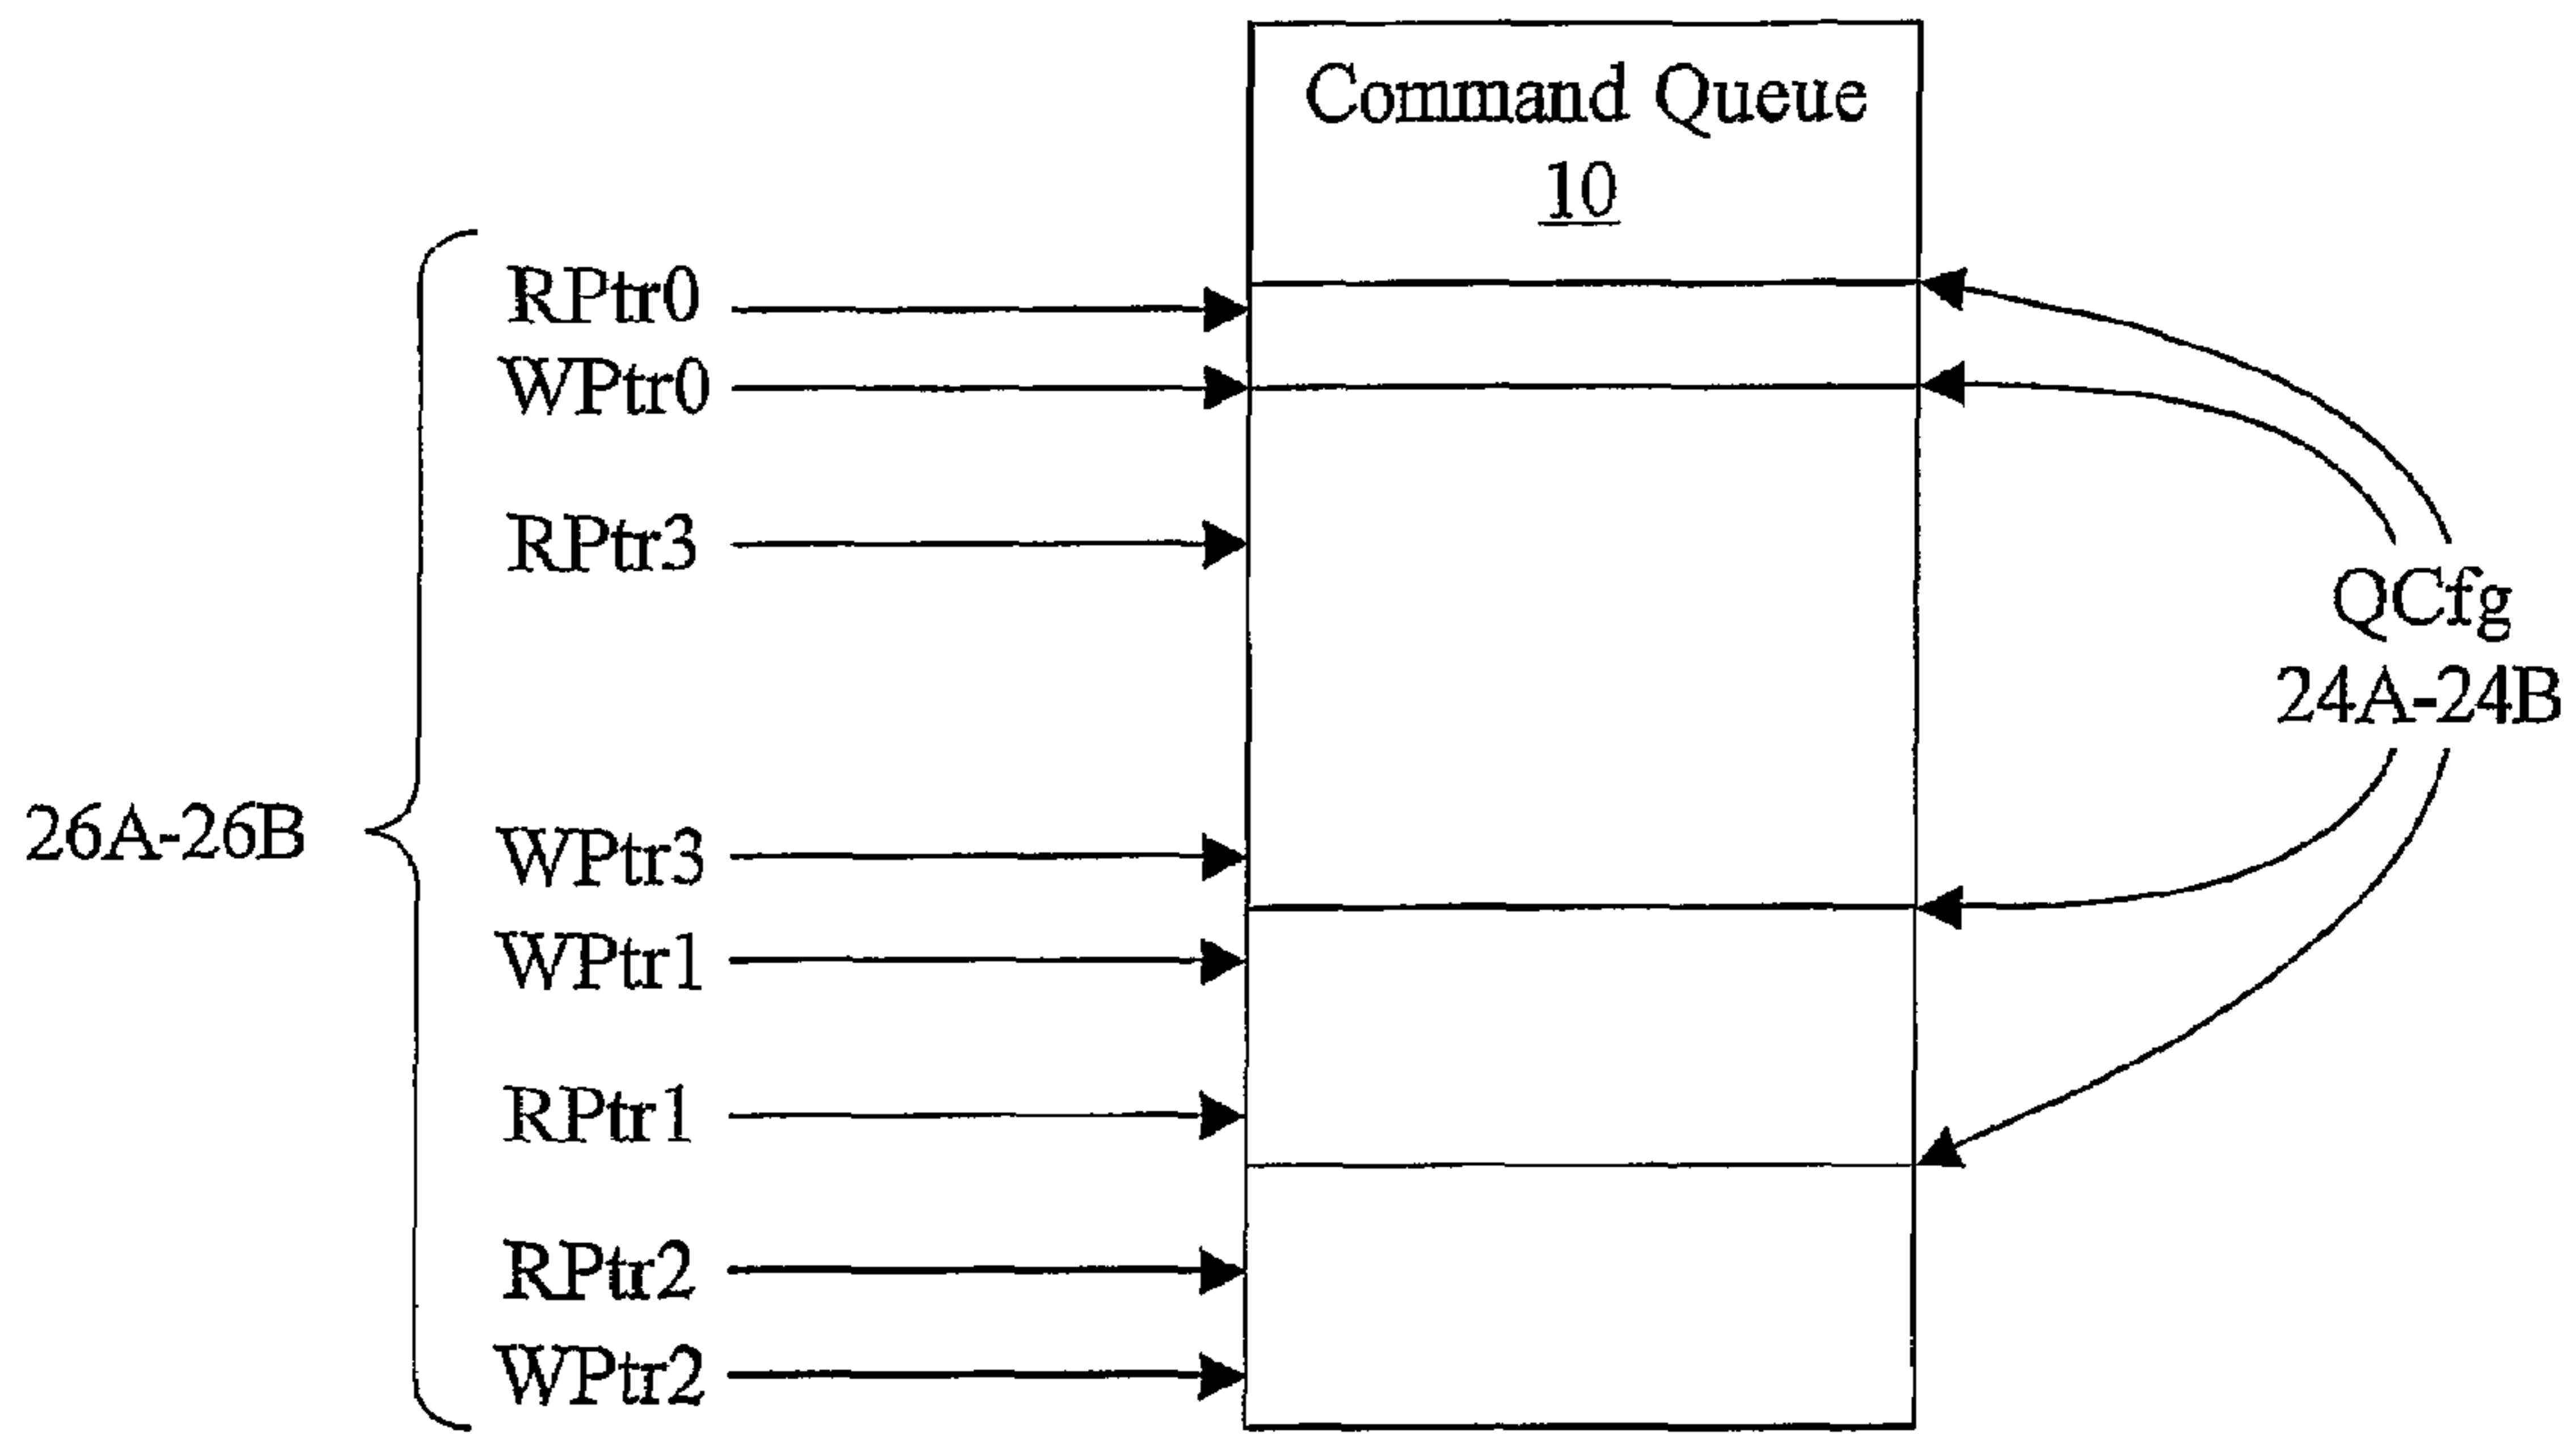 Command Queue
10
RPtr0
WPtr0
RPtr3
QCfg
24A-24B
26A-26B
WPtr3
WPtr1
RPtr1
RPtr2
WPtr2